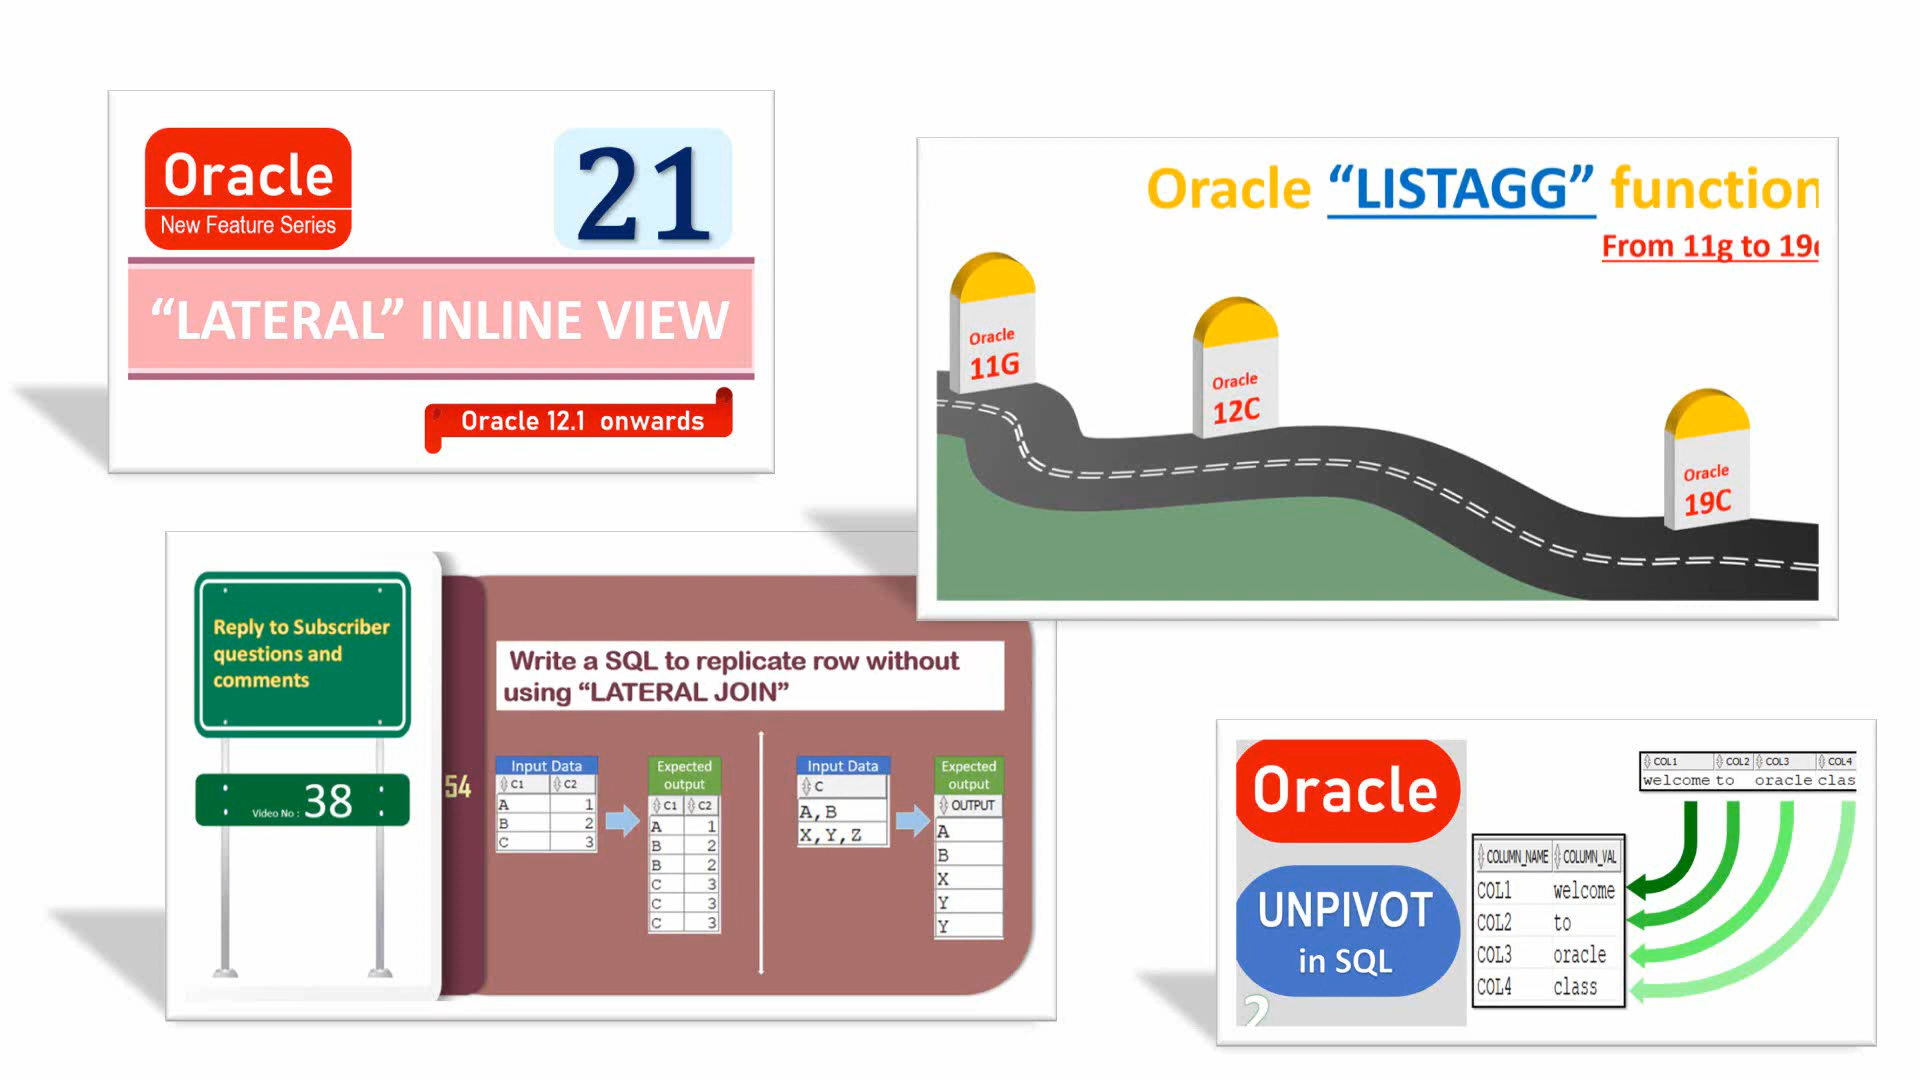 Oracle
New Feature Series
21
“LATERAL” INLINE VIEW
Oracle 12.1 onwards
Oracle “LISTAGG” function
From 11g to 19c
Oracle
11G
Oracle
12C
Oracle
19C
Reply to Subscriber
questions and
comments
Video No : 38
54
Write a SQL to replicate row without
using “LATERAL JOIN”
Input Data
C1 C2
A 1
B 2
C 3
Expected
output
C1 C2
A 1
B 2
B 2
C 3
C 3
C 3
Input Data
C
A,B
X,Y,Z
Expected
output
OUTPUT
A
B
X
Y
Y
Oracle
UNPIVOT
in SQL
2
COL1 COL2 COL3 COL4
welcome to oracle clas
COLUMN_NAME COLUMN_VAL
COL1 welcome
COL2 to
COL3 oracle
COL4 class